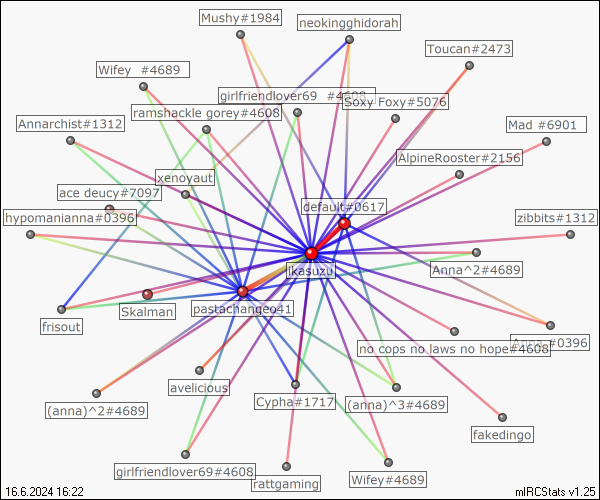 Mushy#1984
neokingghidorah
Toucan#2473
Wifey #4689
girlfriendlover69 #4608
Soxy Foxy#5076
ramshackle gorey#4608
Annarchist#1312
Mad #6901
AlpineRooster#2156
xenoyaut
ace deucy#7097
default#0617
hypomanianna#0396
zibbits#1312
Anna^2#4689
ikasuzu
Skalman
pastachangeo41
frisout
no cops no laws no hope#4608
Anna #0396
avelicious
Cypha#1717
(anna)^3#4689
(anna)^2#4689
fakedingo
girlfriendlover69#4608
rattgaming
Wifey#4689
16.6.2024 16:22
mIRCStats v1.25